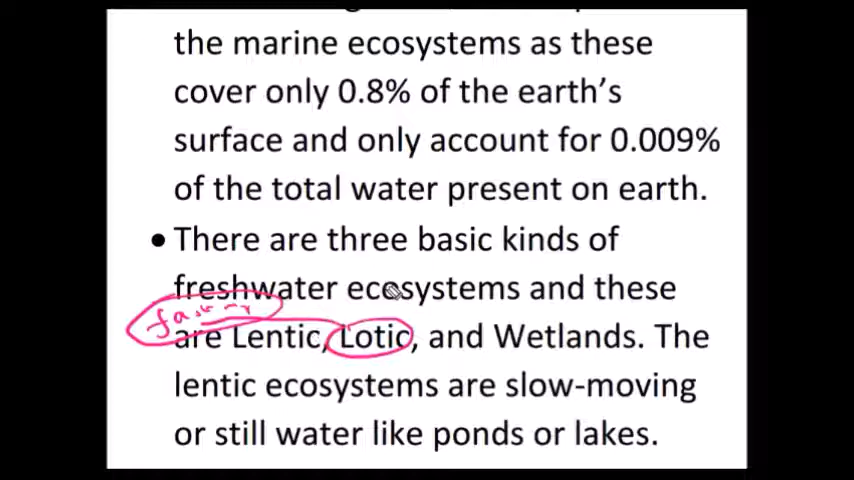 the marine ecosystems as these
cover only 0.8% of the earth's
surface and only account for 0.009%
of the total water present on earth.
• There are three basic kinds of
freshwater ecosystems and these
are Lentic, Lotic, and Wetlands. The
lentic ecosystems are slow-moving
or still water like ponds or lakes.